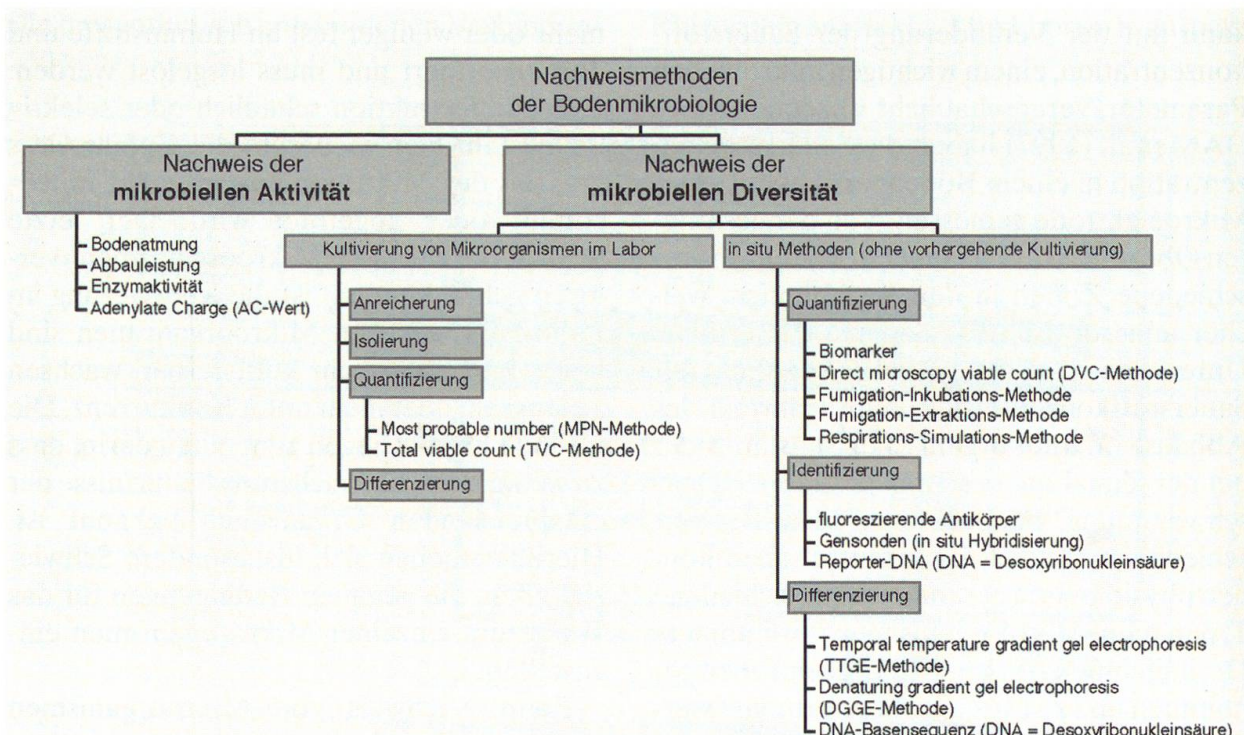 Nachweismethoden
der Bodenmikrobiologie
Nachweis der
mikrobiellen Aktivität
Bodenatmung
Abbauleistung
Enzymaktivität
Adenylate Charge (AC-Wert)
Nachweis der
mikrobiellen Diversität
Kultivierung von Mikroorganismen im Labor
Anreicherung
Isolierung
Quantifizierung
Most probable number (MPN-Methode)
Total viable count (TVC-Methode)
Differenzierung
in situ Methoden (ohne vorhergehende Kultivierung)
Quantifizierung
Biomarker
Direct microscopy viable count (DVC-Methode)
Fumigation-Inkubations-Methode
Fumigation-Extraktions-Methode
Respirations-Simulations-Methode
Identifizierung
fluoreszierende Antikörper
Gensonden (in situ Hybridisierung)
Reporter-DNA (DNA = Desoxyribonukleinsäure)
Differenzierung
Temporal temperature gradient gel electrophoresis
(TTGE-Methode)
Denaturing gradient gel electrophoresis
(DGGE-Methode)
DNA-Basensequenz (DNA = Desoxyribonukleinsäure)